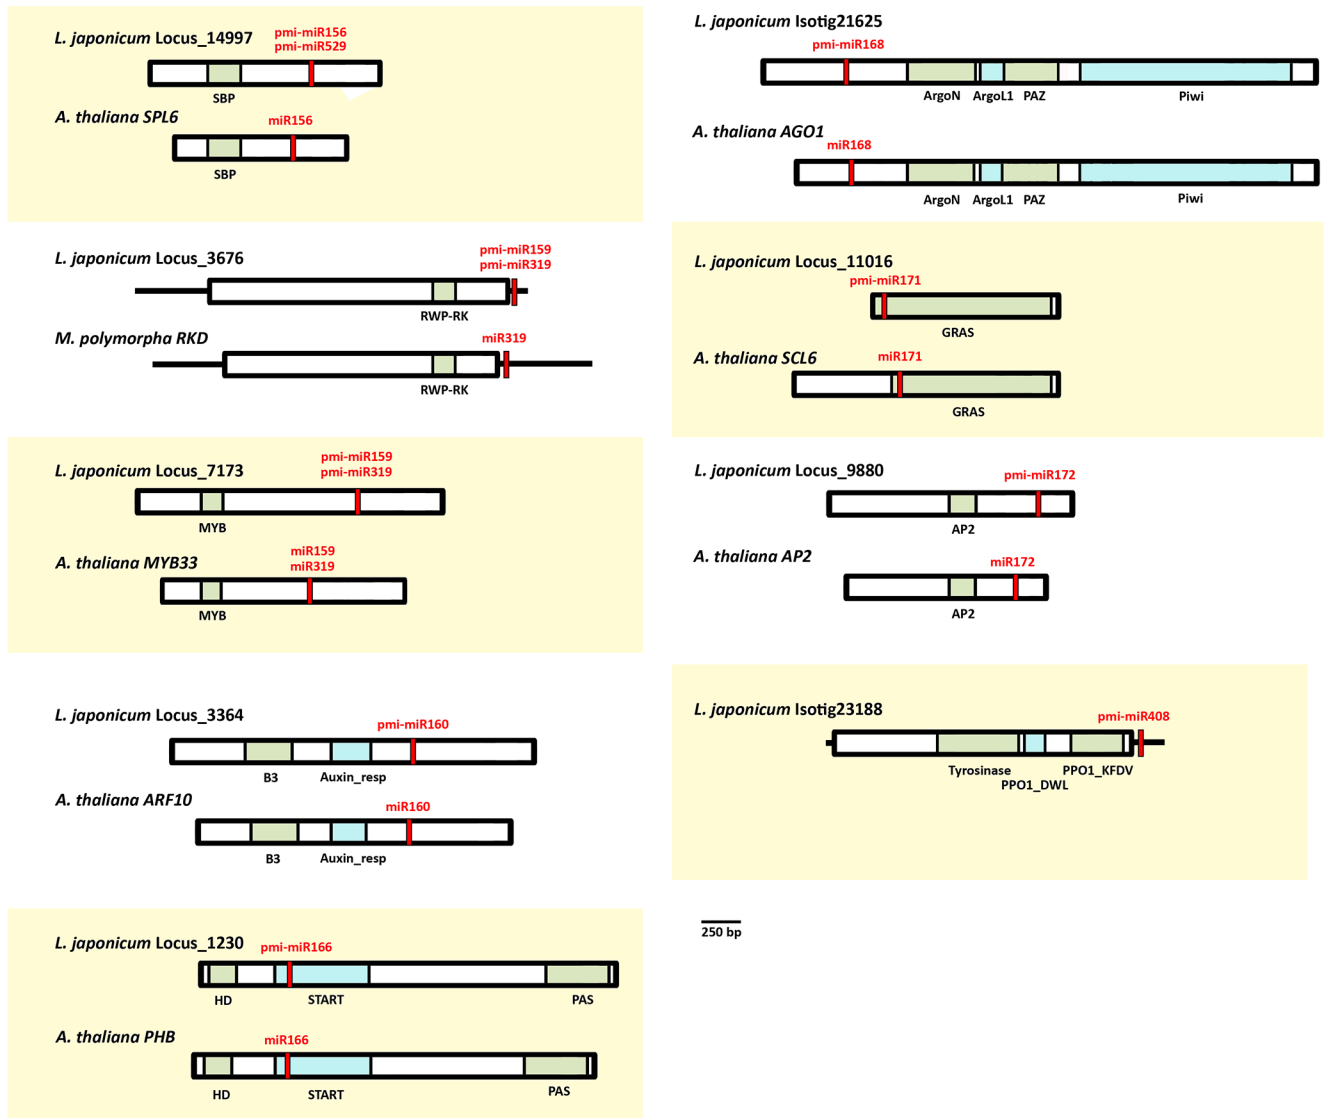 L. japonicum Locus_14997
pmi-miR156
pmi-miR529
SBP
A. thaliana SPL6
miR156
SBP
L. japonicum Locus_3676
pmi-miR159
pmi-miR319
RWP-RK
M. polymorpha RKD
miR319
RWP-RK
L. japonicum Locus_7173
pmi-miR159
pmi-miR319
MYB
A. thaliana MYB33
miR159
miR319
MYB
L. japonicum Locus_3364
pmi-miR160
B3 Auxin_resp
A. thaliana ARF10
miR160
B3 Auxin_resp
L. japonicum Locus_1230
pmi-miR166
HD START PAS
A. thaliana PHB
miR166
HD START PAS
L. japonicum Isotig21625
pmi-miR168
ArgoN ArgoL1 PAZ Piwi
A. thaliana AGO1
miR168
ArgoN ArgoL1 PAZ Piwi
L. japonicum Locus_11016
pmi-miR171
GRAS
A. thaliana SCL6
miR171
GRAS
L. japonicum Locus_9880
pmi-miR172
AP2
A. thaliana AP2
miR172
AP2
L. japonicum Isotig23188
pmi-miR408
Tyrosinase PPO1_KFDV
PPO1_DWL
250 bp